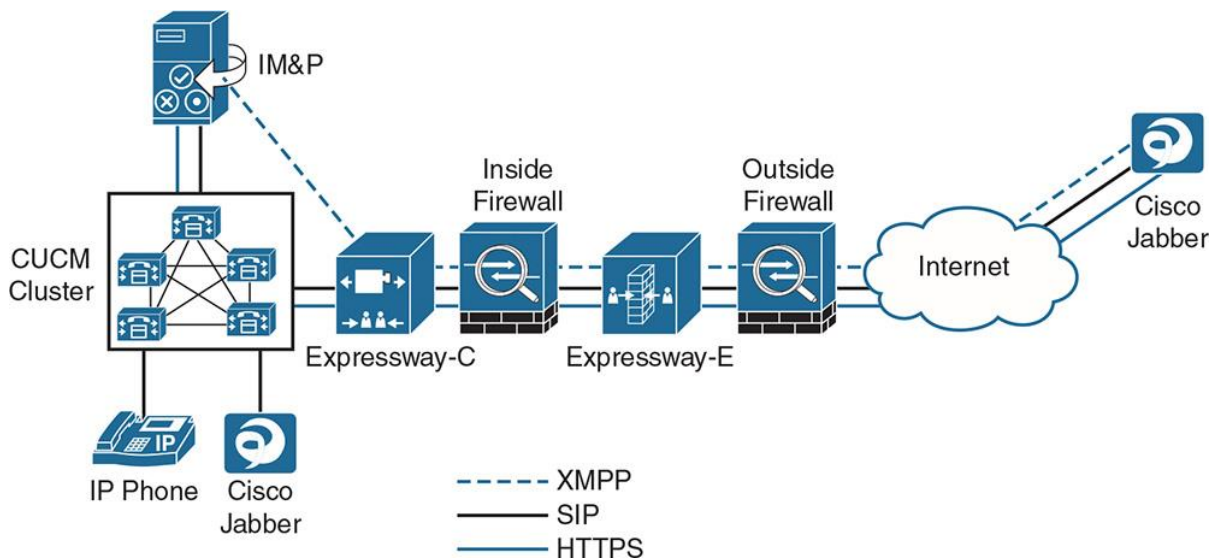 IM&P
Inside
Firewall
Outside
Firewall
Cisco
Jabber
CUCM
Cluster
Internet
Expressway-C
Expressway-E
IP
IP Phone
Cisco
Jabber
XMPP
SIP
HTTPS